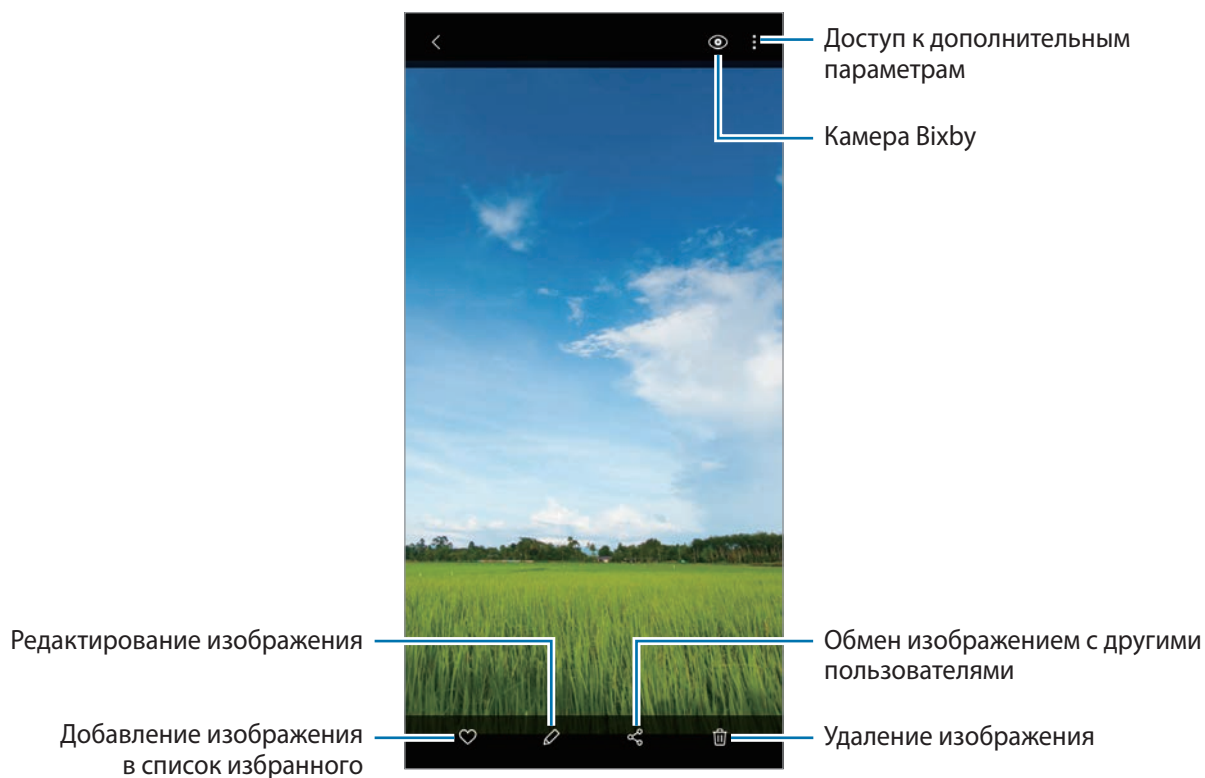 Доступ к дополнительным
параметрам
Камера Bixby
Редактирование изображения
Обмен изображением с другими
пользователями
Добавление изображения
в список избранного
Удаление изображения